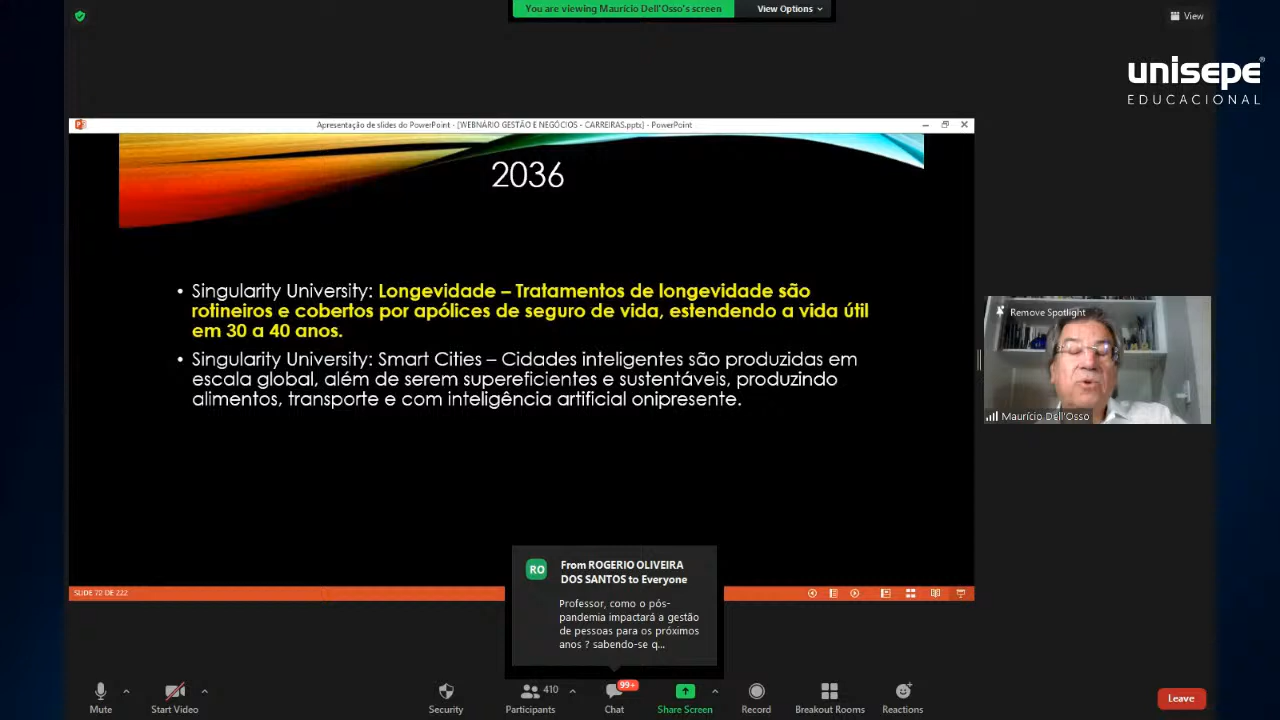 You are viewing Maurício Dell'Osso's screen
View Options
View
unisepe
EDUCACIONAL
Apresentação de slides do PowerPoint - [WEBNÁRIO GESTÃO E NEGÓCIOS - CARREIRAS.pptx] - PowerPoint
2036
• Singularity University: Longevidade – Tratamentos de longevidade são
rotineiros e cobertos por apólices de seguro de vida, estendendo a vida útil
em 30 a 40 anos.
• Singularity University: Smart Cities – Cidades inteligentes são produzidas em
escala global, além de serem supereficientes e sustentáveis, produzindo
alimentos, transporte e com inteligência artificial onipresente.
Remove Spotlight
Maurício Dell'Osso
RO
From ROGERIO OLIVEIRA
DOS SANTOS to Everyone
Professor, como o pós-
pandemia impactará a gestão
de pessoas para os próximos
anos ? sabendo-se q...
SLIDE 72 DE 222
Mute
Start Video
Security
410
Participants
99+
Chat
Share Screen
Record
Breakout Rooms
Reactions
Leave